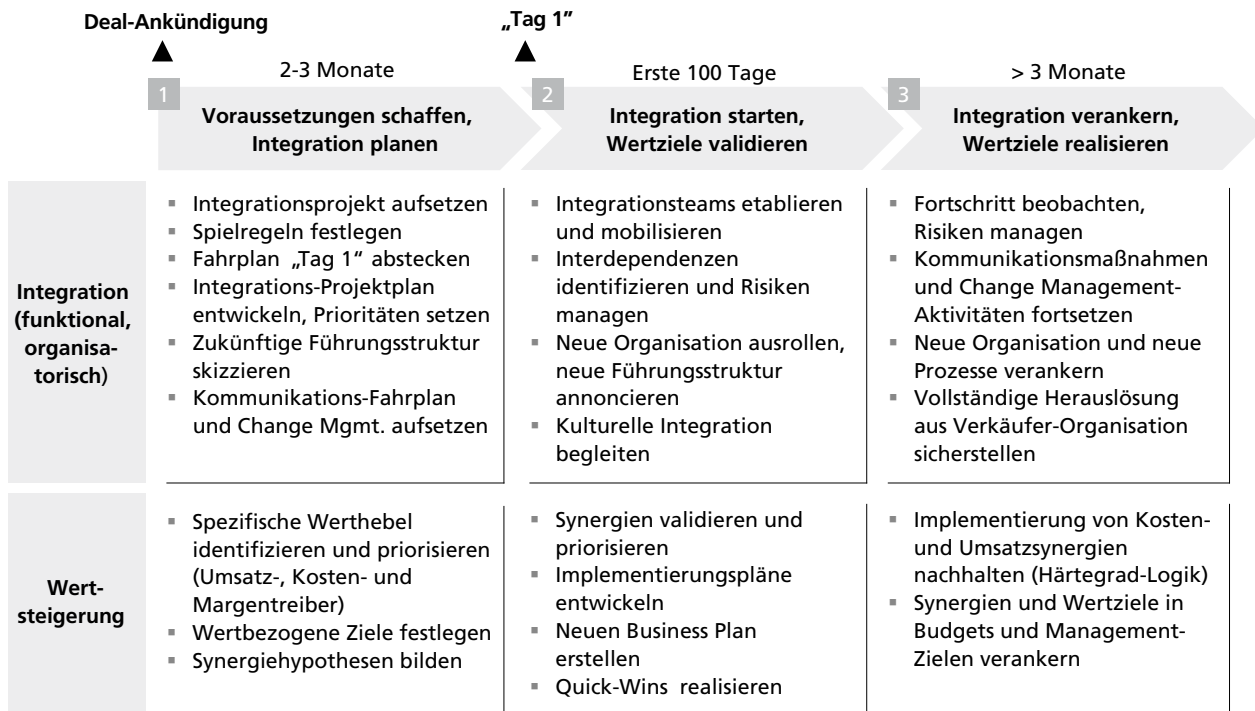 Deal-Ankündigung
„Tag 1”
2-3 Monate
Erste 100 Tage
> 3 Monate
1
Voraussetzungen schaffen,
Integration planen
2
Integration starten,
Wertziele validieren
3
Integration verankern,
Wertziele realisieren
Integration
(funktional,
organisa-
torisch)
▪ Integrationsprojekt aufsetzen
▪ Spielregeln festlegen
▪ Fahrplan „Tag 1“ abstecken
▪ Integrations-Projektplan
entwickeln, Prioritäten setzen
▪ Zukünftige Führungsstruktur
skizzieren
▪ Kommunikations-Fahrplan
und Change Mgmt. aufsetzen
▪ Integrationsteams etablieren
und mobilisieren
▪ Interdependenzen
identifizieren und Risiken
managen
▪ Neue Organisation ausrollen,
neue Führungsstruktur
annoncieren
▪ Kulturelle Integration
begleiten
▪ Fortschritt beobachten,
Risiken managen
▪ Kommunikationsmaßnahmen
und Change Management-
Aktivitäten fortsetzen
▪ Neue Organisation und neue
Prozesse verankern
▪ Vollständige Herauslösung
aus Verkäufer-Organisation
sicherstellen
Wert-
steigerung
▪ Spezifische Werthebel
identifizieren und priorisieren
(Umsatz-, Kosten- und
Margentreiber)
▪ Wertbezogene Ziele festlegen
▪ Synergiehypothesen bilden
▪ Synergien validieren und
priorisieren
▪ Implementierungspläne
entwickeln
▪ Neuen Business Plan
erstellen
▪ Quick-Wins realisieren
▪ Implementierung von Kosten-
und Umsatzsynergien
nachhalten (Härtegrad-Logik)
▪ Synergien und Wertziele in
Budgets und Management-
Zielen verankern